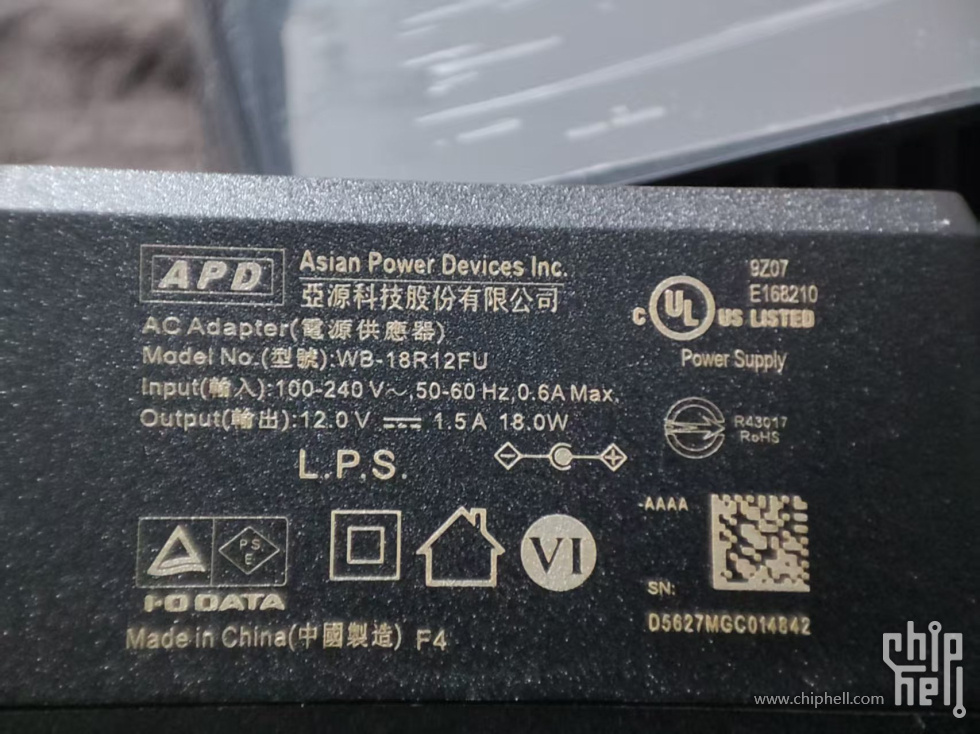 APD
Asian Power Devices Inc.
亞源科技股份有限公司
AC Adapter(電源供應器)
Model No.(型號):WB-18R12FU
Input(輸入):100-240 V～,50-60 Hz,0.6A Max.
Output(輸出):12.0 V ⎓ 1.5 A 18.0W
L.P.S.
9Z07
E168210
c UL US LISTED
Power Supply
R43017
RoHS
PS
E
VI
I-O DATA
Made in China(中國製造) F4
-AAAA
SN:
D5627MGC014842
chip
hell
www.chiphell.com